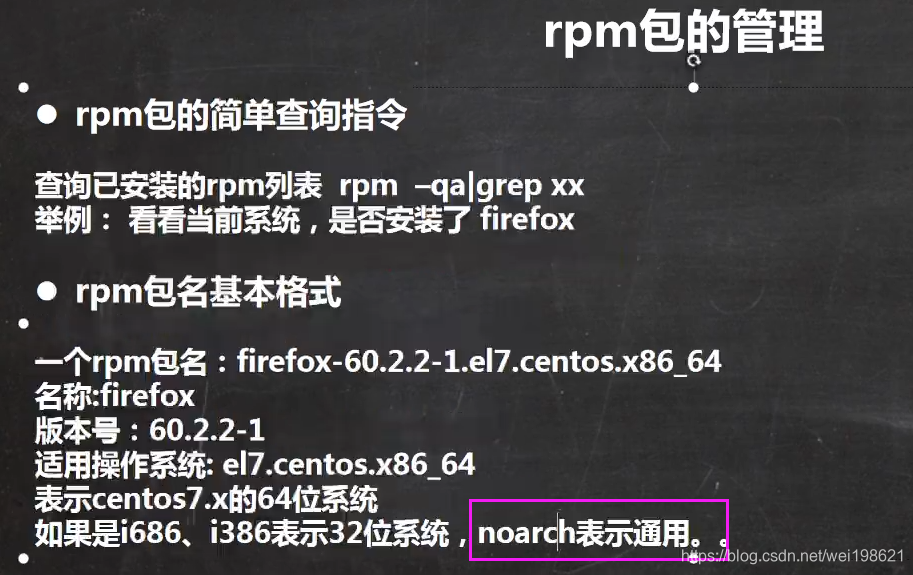 rpm包的管理
● rpm包的简单查询指令
查询已安装的rpm列表 rpm –qa|grep xx
举例： 看看当前系统，是否安装了 firefox
● rpm包名基本格式
一个rpm包名：firefox-60.2.2-1.el7.centos.x86_64
名称:firefox
版本号：60.2.2-1
适用操作系统: el7.centos.x86_64
表示centos7.x的64位系统
如果是i686、i386表示32位系统，noarch表示通用。。
https://blog.csdn.net/wei198621